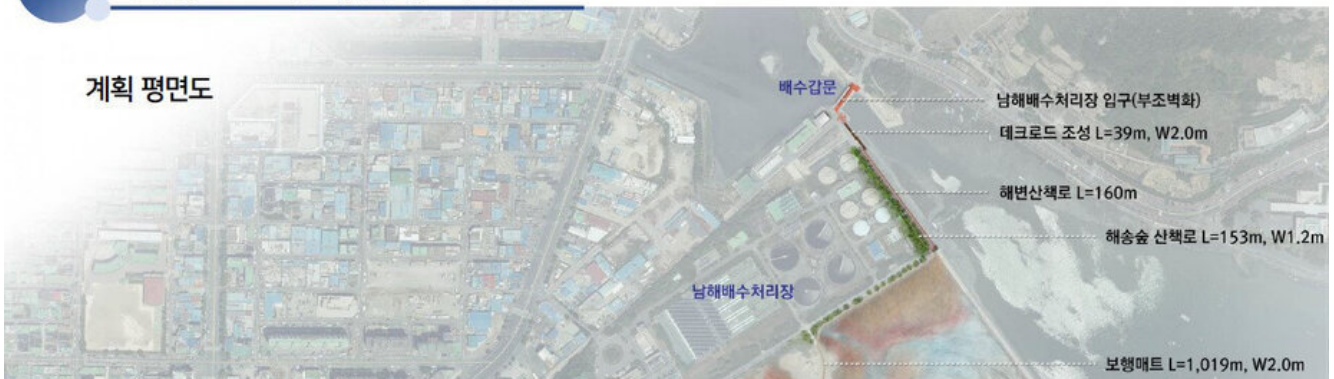 계획 평면도
배수갑문
남해배수처리장 입구(부조벽화)
데크로드 조성 L=39m, W2.0m
해변산책로 L=160m
해송숲 산책로 L=153m, W1.2m
남해배수처리장
보행매트 L=1,019m, W2.0m